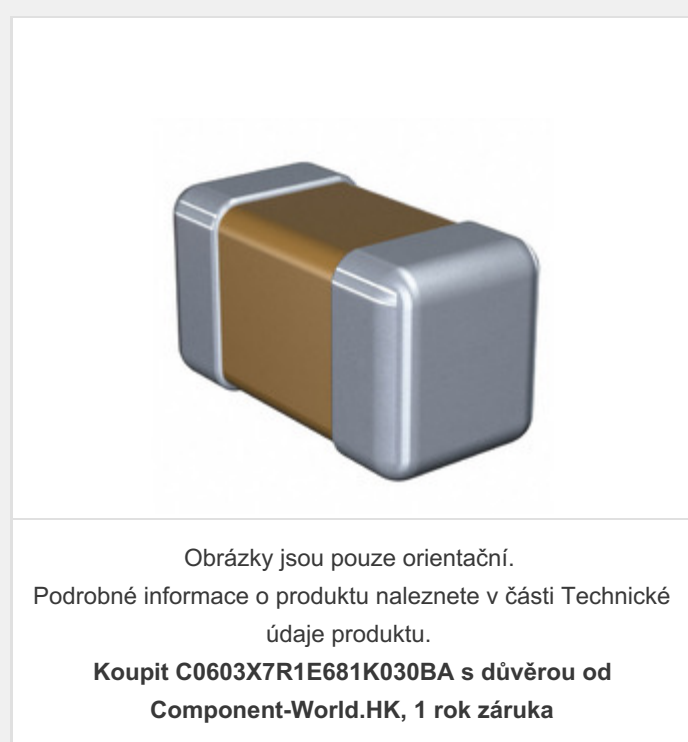 Obrázky jsou pouze orientační.
Podrobné informace o produktu naleznete v části Technické
údaje produktu.
Koupit C0603X7R1E681K030BA s důvěrou od
Component-World.HK, 1 rok záruka